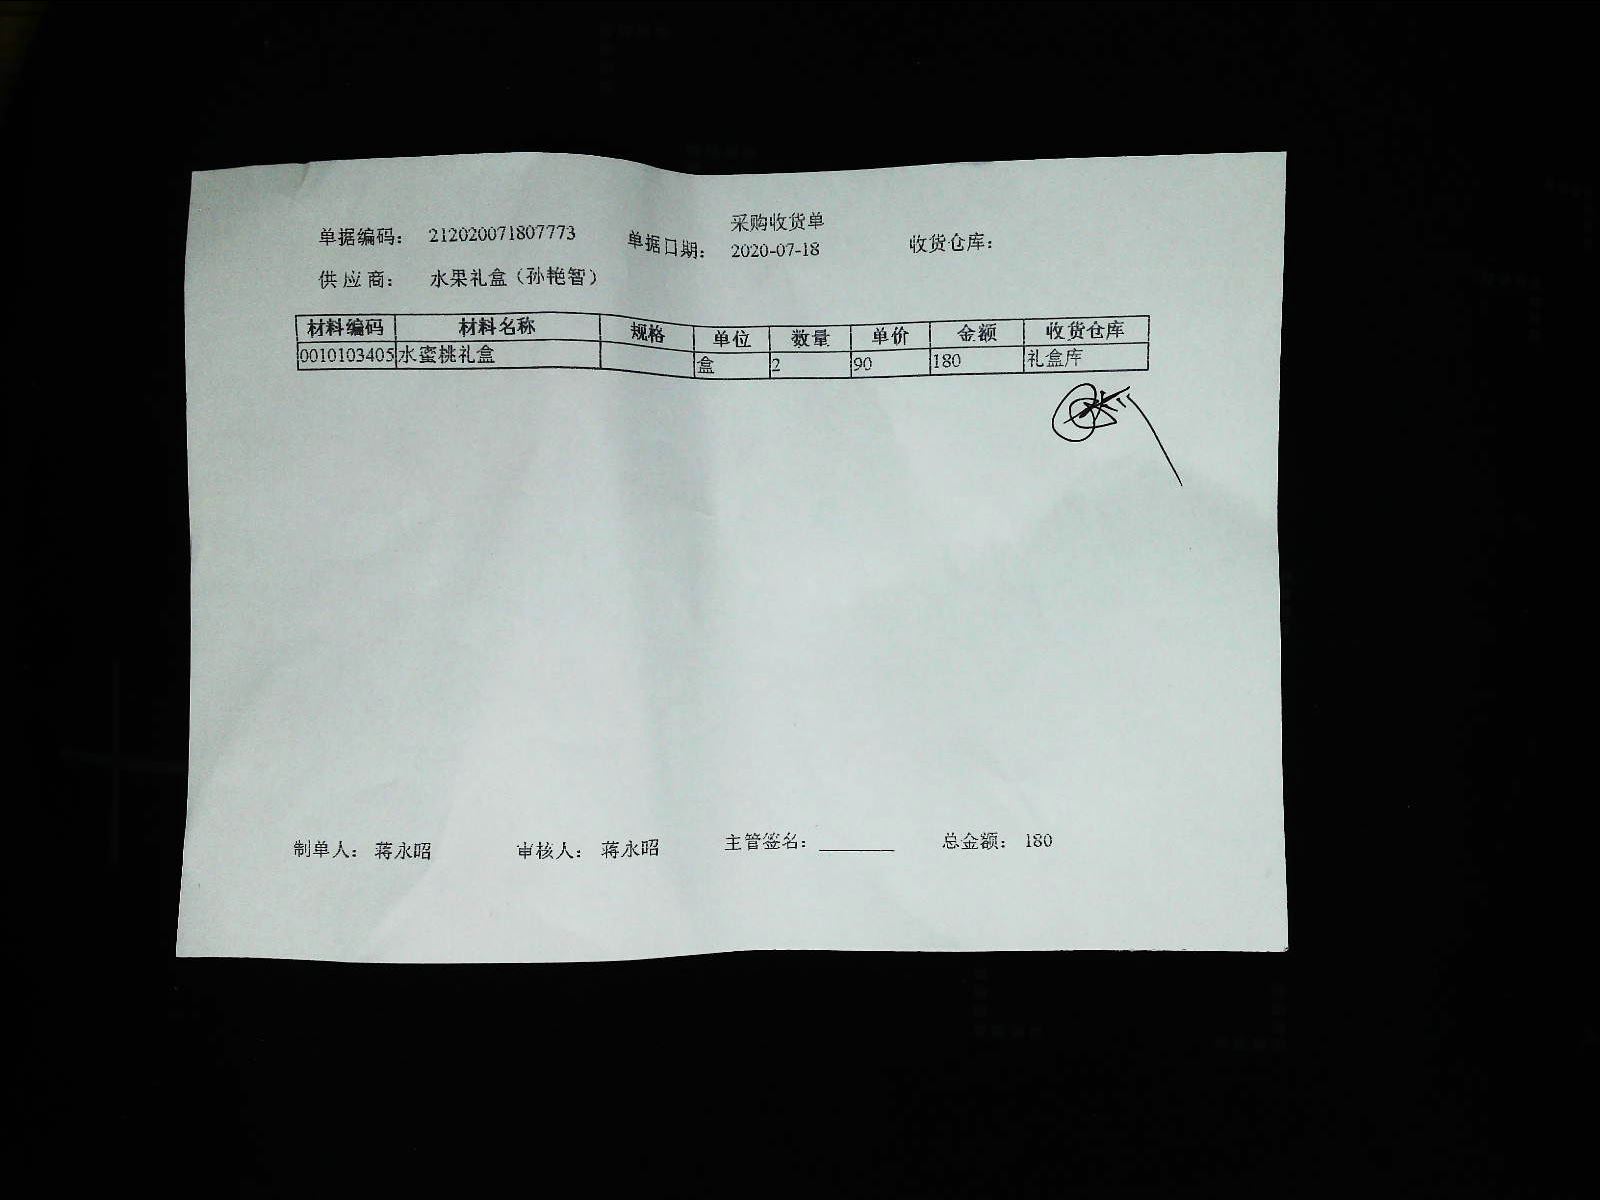 采购收货单
单据编码： 212020071807773 单据日期： 2020-07-18 收货仓库：
供应商： 水果礼盒（孙艳智）
材料编码 材料名称 规格 单位 数量 单价 金额 收货仓库
0010103405 水蜜桃礼盒 盒 2 90 180 礼盒库
制单人： 蒋永昭 审核人： 蒋永昭 主管签名：________ 总金额： 180